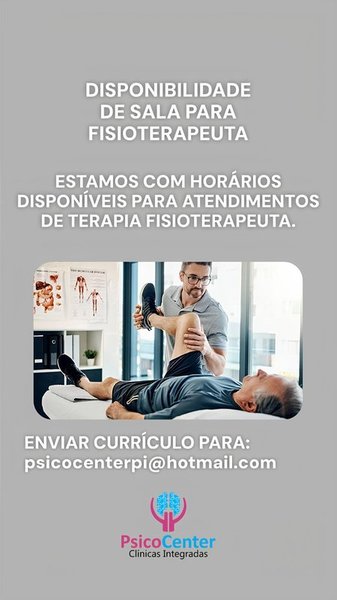 DISPONIBILIDADE
DE SALA PARA
FISIOTERAPEUTA
ESTAMOS COM HORÁRIOS
DISPONÍVEIS PARA ATENDIMENTOS
DE TERAPIA FISIOTERAPEUTA.
ENVIAR CURRÍCULO PARA:
psicocenterpi@hotmail.com
PsicoCenter
Clínicas Integradas